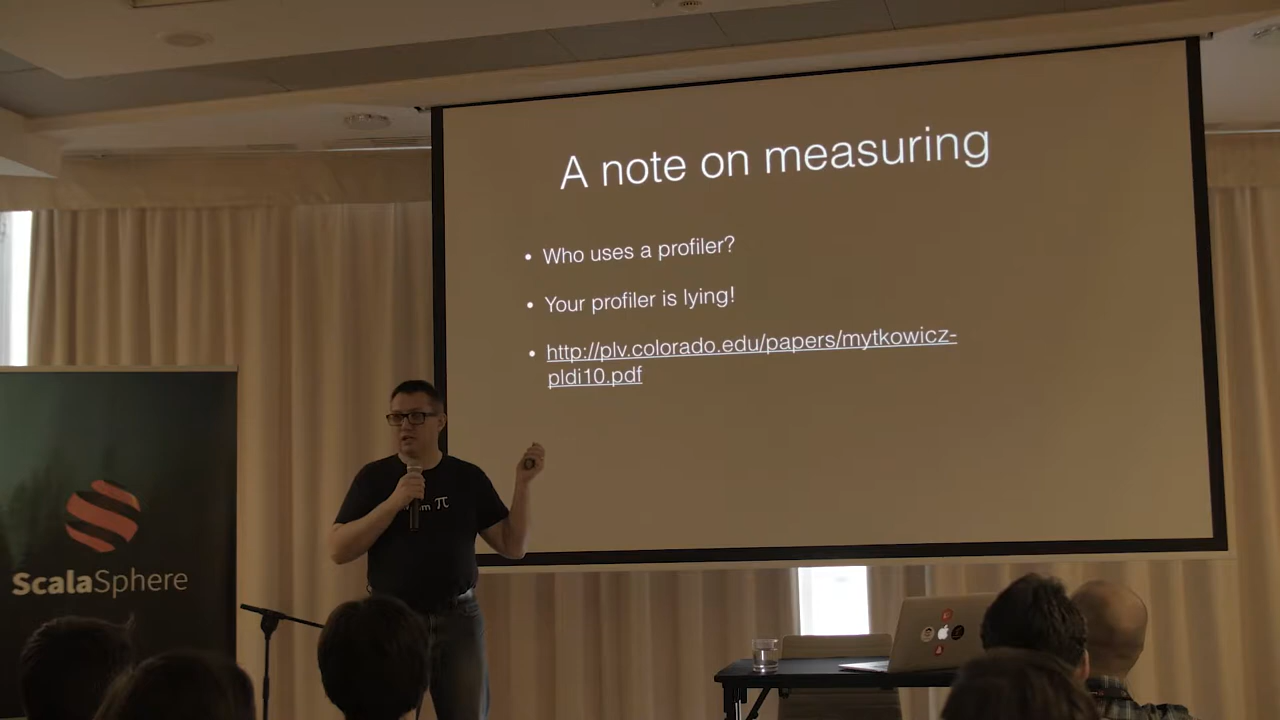 A note on measuring
• Who uses a profiler?
• Your profiler is lying!
• http://plv.colorado.edu/papers/mytkowicz-
pldi10.pdf
π
ScalaSphere